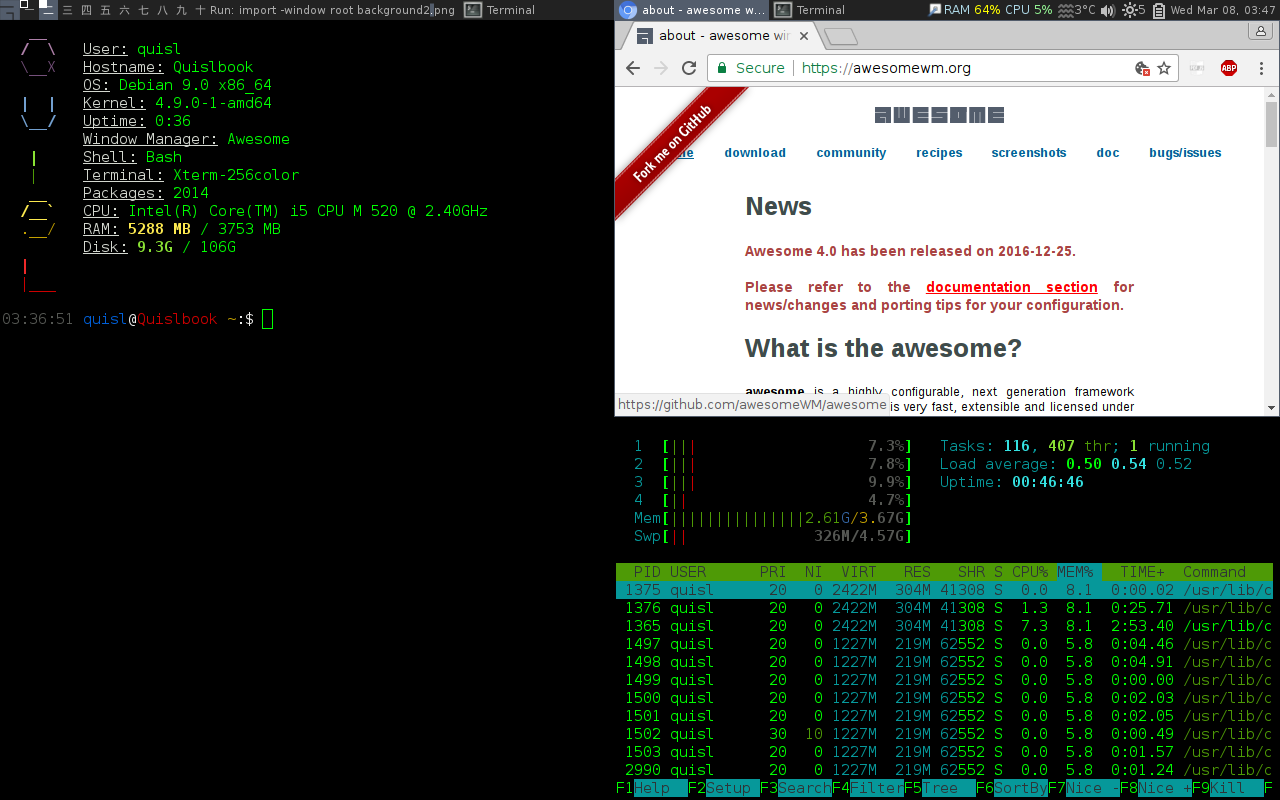 二 三 四 五 六 七 八 九 十 Run: import -window root background2.png Terminal
about - awesome w... Terminal RAM 64% CPU 5% 3°C 5 Wed Mar 08, 03:47
User: quisl
Hostname: Quislbook
OS: Debian 9.0 x86_64
Kernel: 4.9.0-1-amd64
Uptime: 0:36
Window Manager: Awesome
Shell: Bash
Terminal: Xterm-256color
Packages: 2014
CPU: Intel(R) Core(TM) i5 CPU M 520 @ 2.40GHz
RAM: 5288 MB / 3753 MB
Disk: 9.3G / 106G
03:36:51 quisl@Quislbook ~:$
about - awesome win
Secure https://awesomewm.org ABP
Fork me on GitHub
AWESOME
download community recipes screenshots doc bugs/issues
News
Awesome 4.0 has been released on 2016-12-25.
Please refer to the documentation section for
news/changes and porting tips for your configuration.
What is the awesome?
awesome is a highly configurable, next generation framework
is very fast, extensible and licensed under
https://github.com/awesomeWM/awesome
1 [||| 7.3%] Tasks: 116, 407 thr; 1 running
2 [||| 7.8%] Load average: 0.50 0.54 0.52
3 [||| 9.9%] Uptime: 00:46:46
4 [|| 4.7%]
Mem[|||||||||||||||2.61G/3.67G]
Swp[|| 326M/4.57G]
PID USER PRI NI VIRT RES SHR S CPU% MEM% TIME+ Command
1375 quisl 20 0 2422M 304M 41308 S 0.0 8.1 0:00.02 /usr/lib/c
1376 quisl 20 0 2422M 304M 41308 S 1.3 8.1 0:25.71 /usr/lib/c
1365 quisl 20 0 2422M 304M 41308 S 7.3 8.1 2:53.40 /usr/lib/c
1497 quisl 20 0 1227M 219M 62552 S 0.0 5.8 0:04.46 /usr/lib/c
1498 quisl 20 0 1227M 219M 62552 S 0.0 5.8 0:04.91 /usr/lib/c
1499 quisl 20 0 1227M 219M 62552 S 0.0 5.8 0:00.00 /usr/lib/c
1500 quisl 20 0 1227M 219M 62552 S 0.0 5.8 0:02.03 /usr/lib/c
1501 quisl 20 0 1227M 219M 62552 S 0.0 5.8 0:02.05 /usr/lib/c
1502 quisl 30 10 1227M 219M 62552 S 0.0 5.8 0:00.49 /usr/lib/c
1503 quisl 20 0 1227M 219M 62552 S 0.0 5.8 0:01.57 /usr/lib/c
2990 quisl 20 0 1227M 219M 62552 S 0.0 5.8 0:01.24 /usr/lib/c
F1Help F2Setup F3SearchF4FilterF5Tree F6SortByF7Nice -F8Nice +F9Kill F